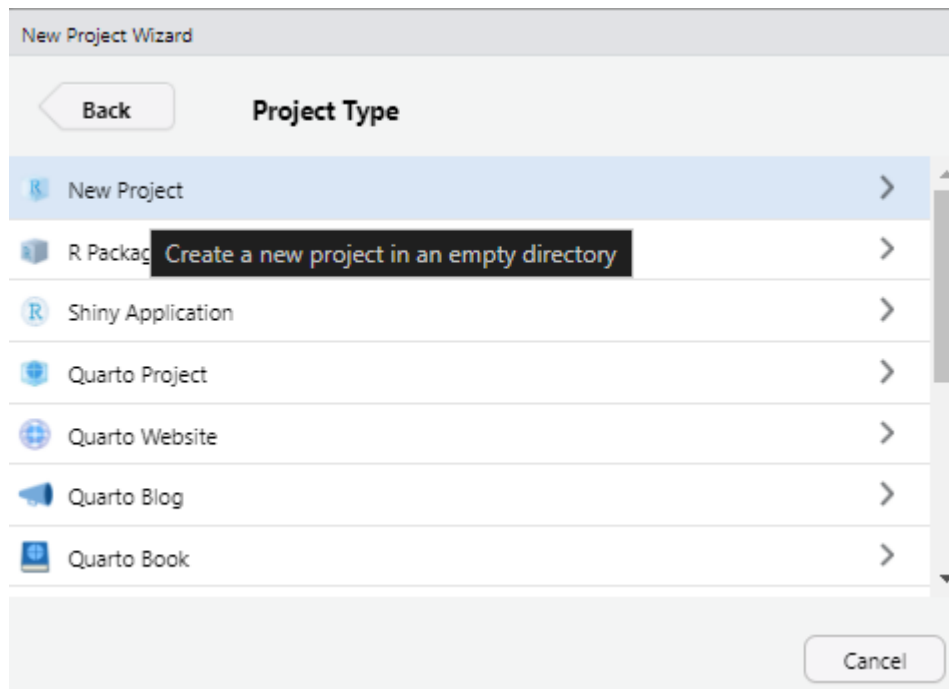 New Project Wizard
Back
Project Type
New Project
R Packag
Create a new project in an empty directory
Shiny Application
Quarto Project
Quarto Website
Quarto Blog
Quarto Book
Cancel